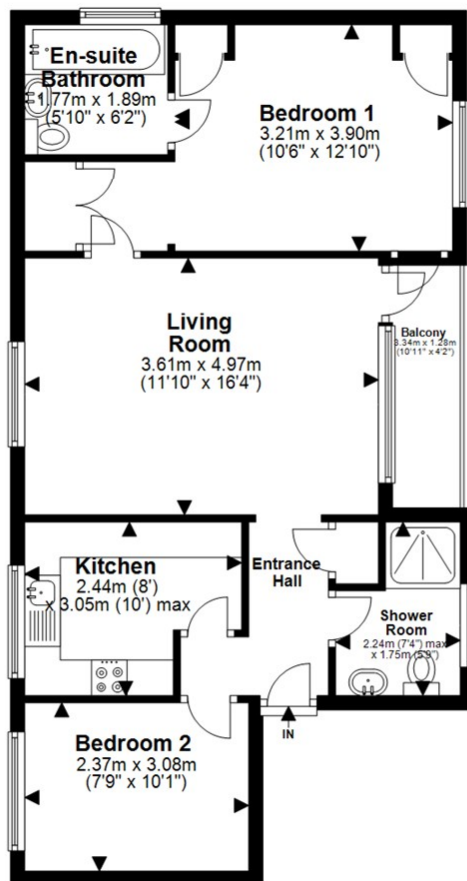 En-suite
Bathroom
1.77m x 1.89m
(5'10" x 6'2")
Bedroom 1
3.21m x 3.90m
(10'6" x 12'10")
Living
Room
3.61m x 4.97m
(11'10" x 16'4")
Balcony
3.34m x 1.28m
(10'11" x 4'2")
Kitchen
2.44m (8')
x 3.05m (10') max
Entrance
Hall
Shower
Room
2.24m (7'4") max
x 1.75m (5'9")
Bedroom 2
2.37m x 3.08m
(7'9" x 10'1")
IN